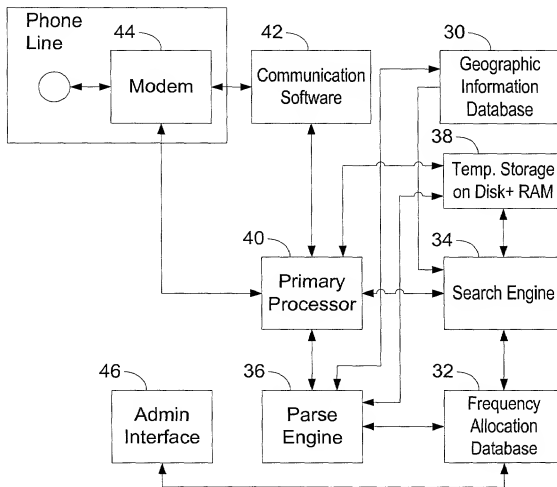 Phone
Line
44
Modem
42
Communication
Software
30
Geographic
Information
Database
38
Temp. Storage
on Disk+ RAM
40
Primary
Processor
34
Search Engine
46
Admin
Interface
36
Parse
Engine
32
Frequency
Allocation
Database